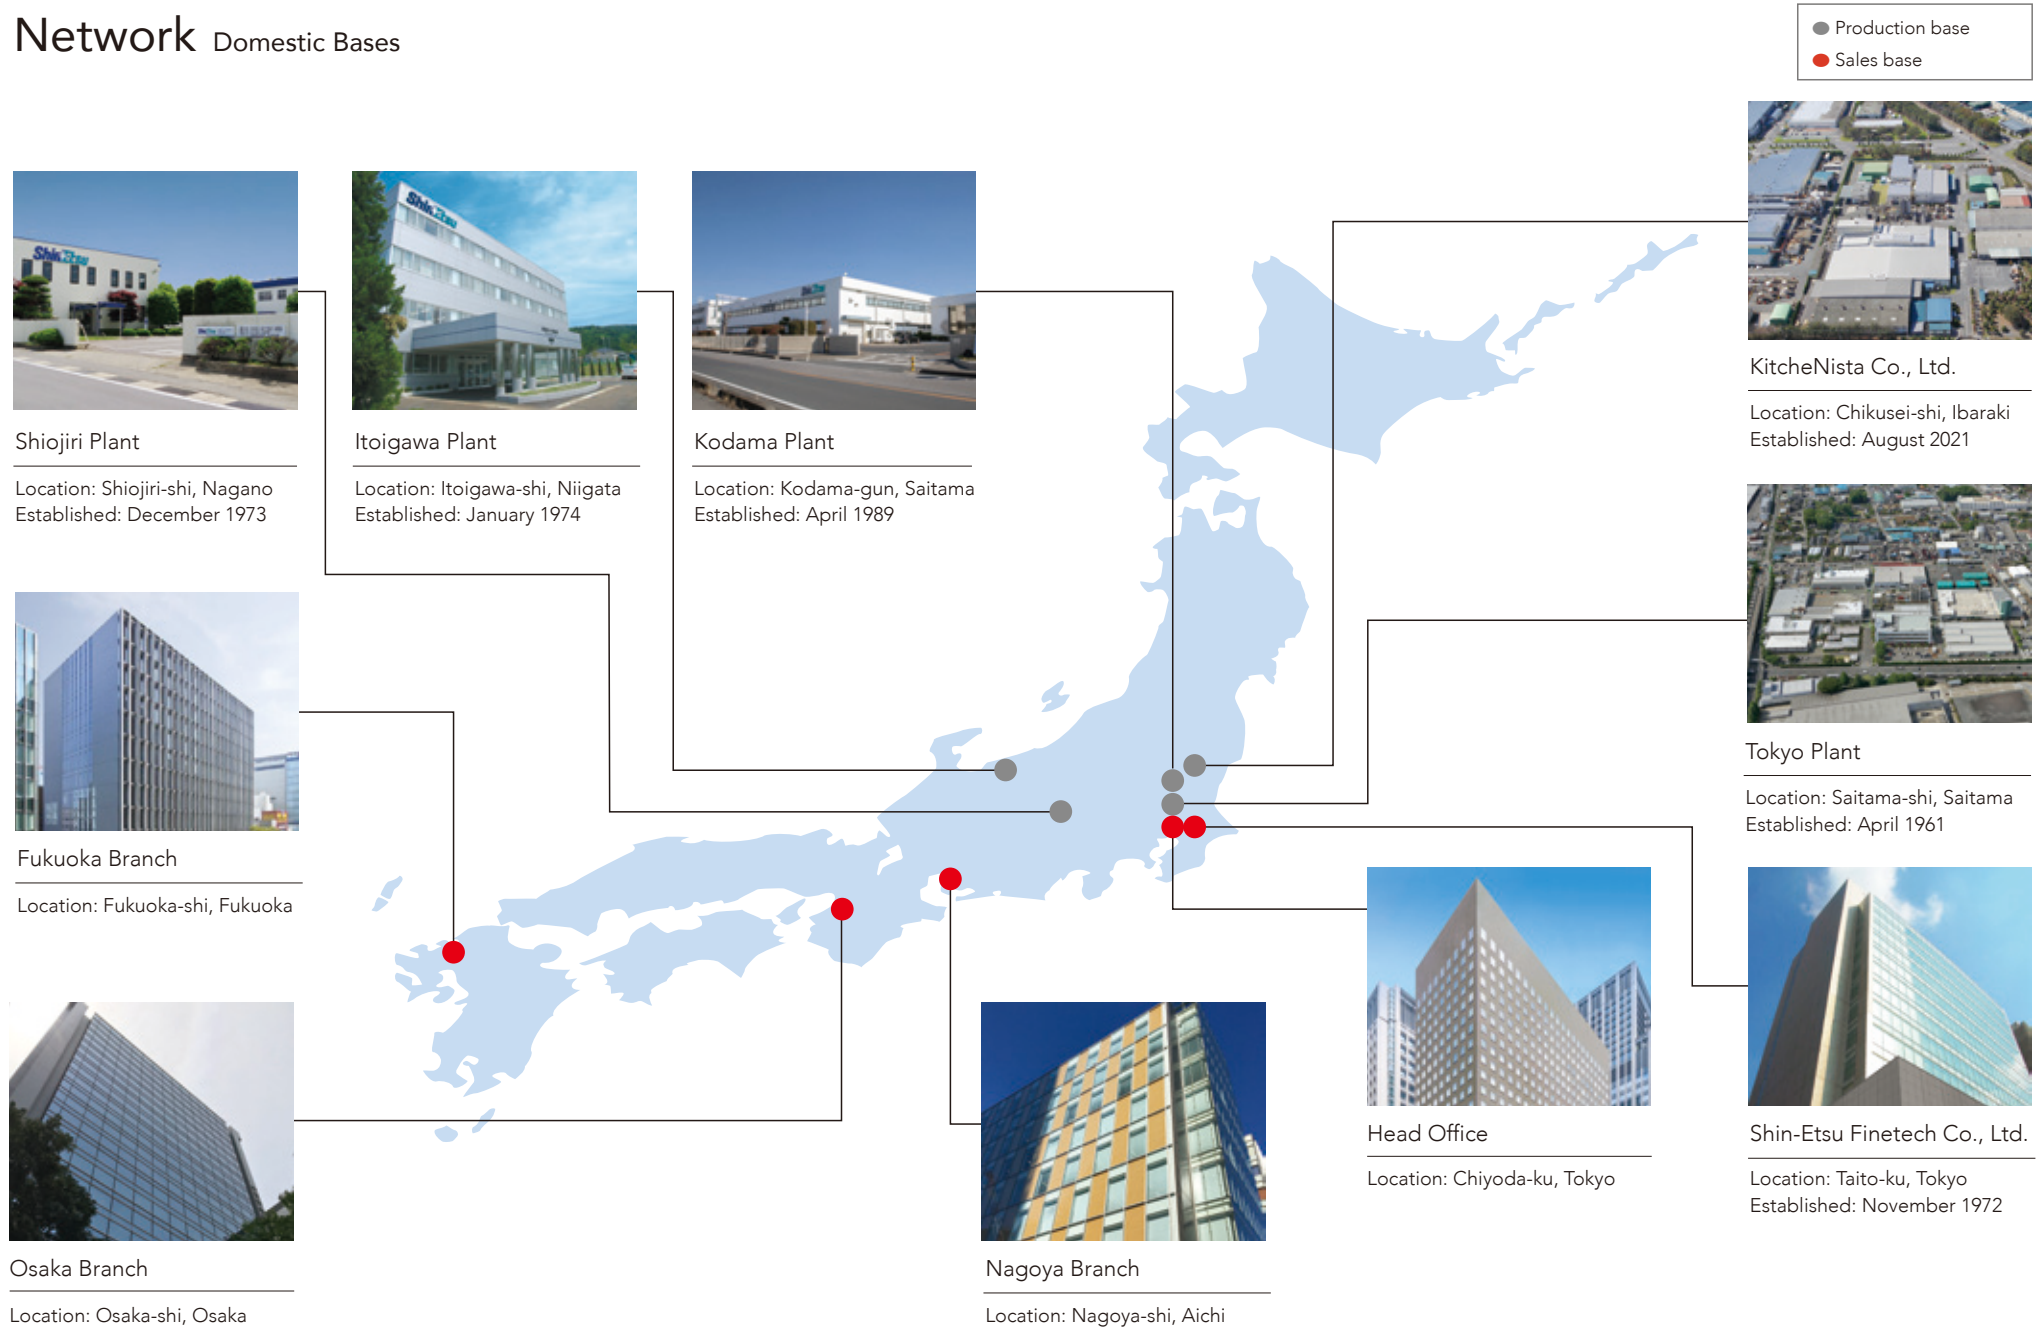 Network Domestic Bases
Production base
Sales base
Shin-Etsu
Shiojiri Plant
Location: Shiojiri-shi, Nagano
Established: December 1973
Shin-Etsu
Itoigawa Plant
Location: Itoigawa-shi, Niigata
Established: January 1974
Kodama Plant
Location: Kodama-gun, Saitama
Established: April 1989
KitcheNista Co., Ltd.
Location: Chikusei-shi, Ibaraki
Established: August 2021
Tokyo Plant
Location: Saitama-shi, Saitama
Established: April 1961
Fukuoka Branch
Location: Fukuoka-shi, Fukuoka
Osaka Branch
Location: Osaka-shi, Osaka
Nagoya Branch
Location: Nagoya-shi, Aichi
Head Office
Location: Chiyoda-ku, Tokyo
Shin-Etsu Finetech Co., Ltd.
Location: Taito-ku, Tokyo
Established: November 1972